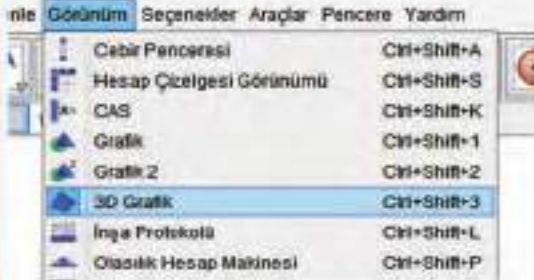 nle Görünüm Seçenekler Araçlar Pencere Yardım
Cebir Penceresi Ctrl+Shift+A
Hesap Çizelgesi Görünümü Ctrl+Shift+S
CAS Ctrl+Shift+K
Grafik Ctrl+Shift+1
Grafik 2 Ctrl+Shift+2
3D Grafik Ctrl+Shift+3
İnşa Protokolü Ctrl+Shift+L
Olasılık Hesap Makinesi Ctrl+Shift+P